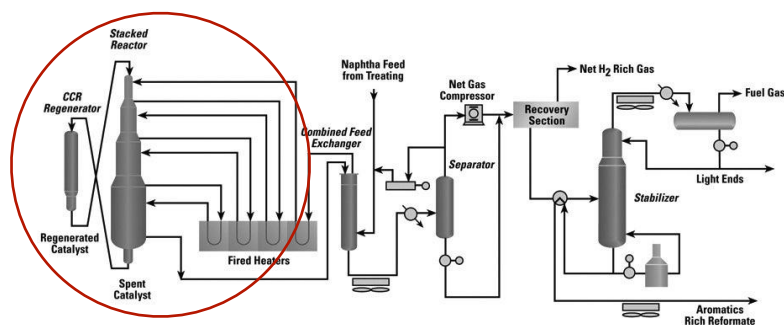 Stacked
Reactor
CCR
Regenerator
Regenerated
Catalyst
Spent
Catalyst
Fired Heaters
Naphtha Feed
from Treating
Combined Feed
Exchanger
Net Gas
Compressor
Separator
Recovery
Section
Net H2 Rich Gas
Fuel Gas
Light Ends
Stabilizer
Aromatics
Rich Reformate